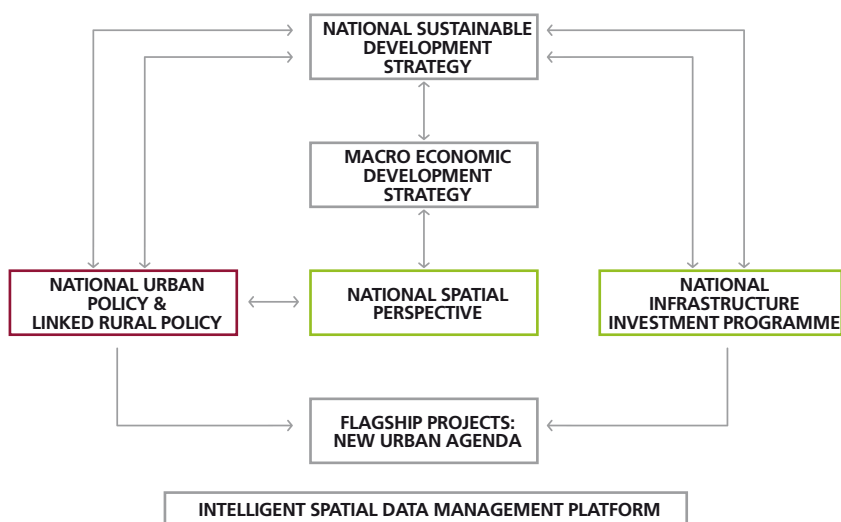 NATIONAL SUSTAINABLE
DEVELOPMENT
STRATEGY
MACRO ECONOMIC
DEVELOPMENT
STRATEGY
NATIONAL URBAN
POLICY &
LINKED RURAL POLICY
NATIONAL SPATIAL
PERSPECTIVE
NATIONAL
INFRASTRUCTURE
INVESTMENT PROGRAMME
FLAGSHIP PROJECTS:
NEW URBAN AGENDA
INTELLIGENT SPATIAL DATA MANAGEMENT PLATFORM